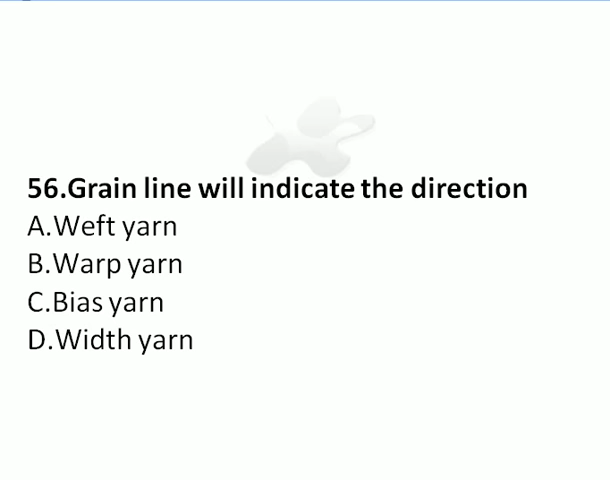 56.Grain line will indicate the direction
A.Weft yarn
B.Warp yarn
C.Bias yarn
D.Width yarn